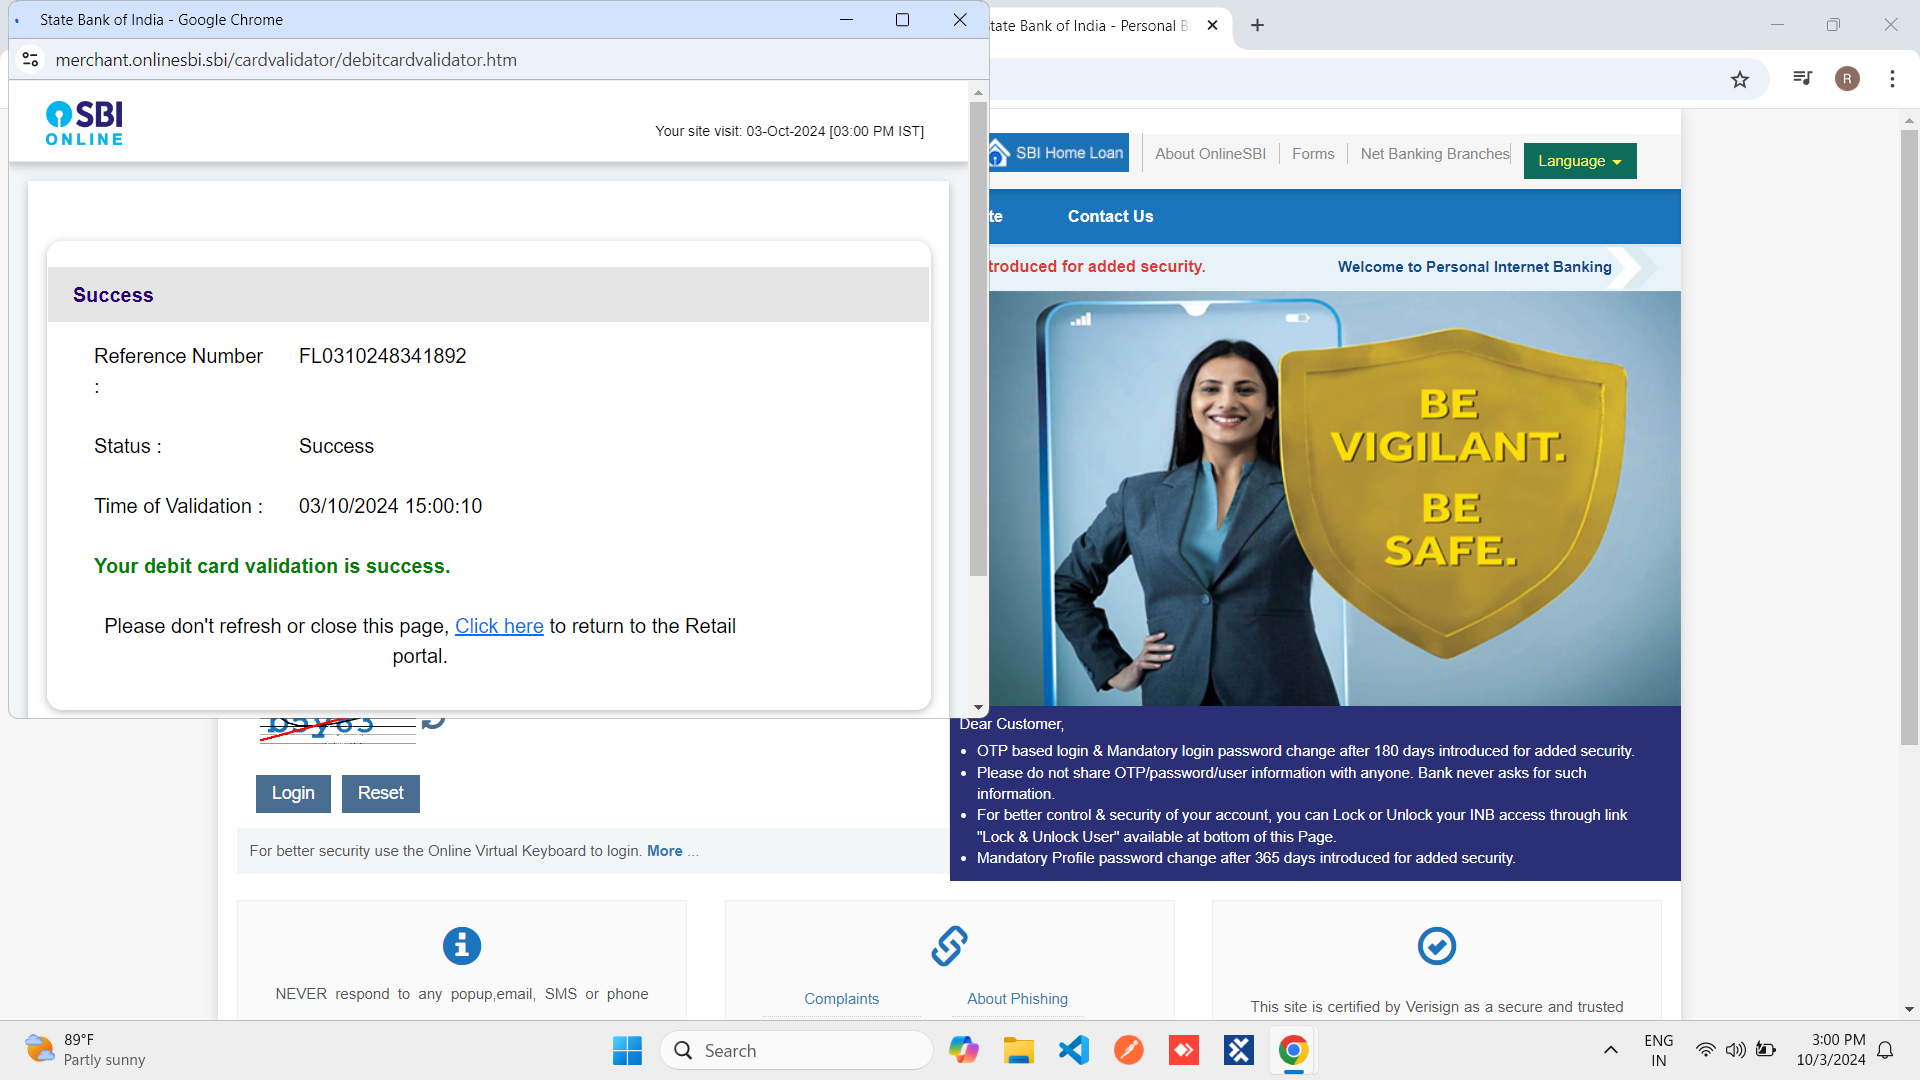 State Bank of India - Google Chrome
tate Bank of India - Personal B
merchant.onlinesbi.sbi/cardvalidator/debitcardvalidator.htm
R
SBI
ONLINE
Your site visit: 03-Oct-2024 [03:00 PM IST]
SBI Home Loan
About OnlineSBI
Forms
Net Banking Branches
Language
te
Contact Us
troduced for added security.
Welcome to Personal Internet Banking
Success
Reference Number
:
FL0310248341892
Status :
Success
Time of Validation :
03/10/2024 15:00:10
Your debit card validation is success.
Please don't refresh or close this page, Click here to return to the Retail
portal.
BE
VIGILANT.
BE
SAFE.
Login
Reset
For better security use the Online Virtual Keyboard to login. More ...
Dear Customer,
• OTP based login & Mandatory login password change after 180 days introduced for added security.
• Please do not share OTP/password/user information with anyone. Bank never asks for such
information.
• For better control & security of your account, you can Lock or Unlock your INB access through link
"Lock & Unlock User" available at bottom of this Page.
• Mandatory Profile password change after 365 days introduced for added security.
NEVER respond to any popup,email, SMS or phone
Complaints
About Phishing
This site is certified by Verisign as a secure and trusted
89°F
Partly sunny
Search
ENG
IN
3:00 PM
10/3/2024